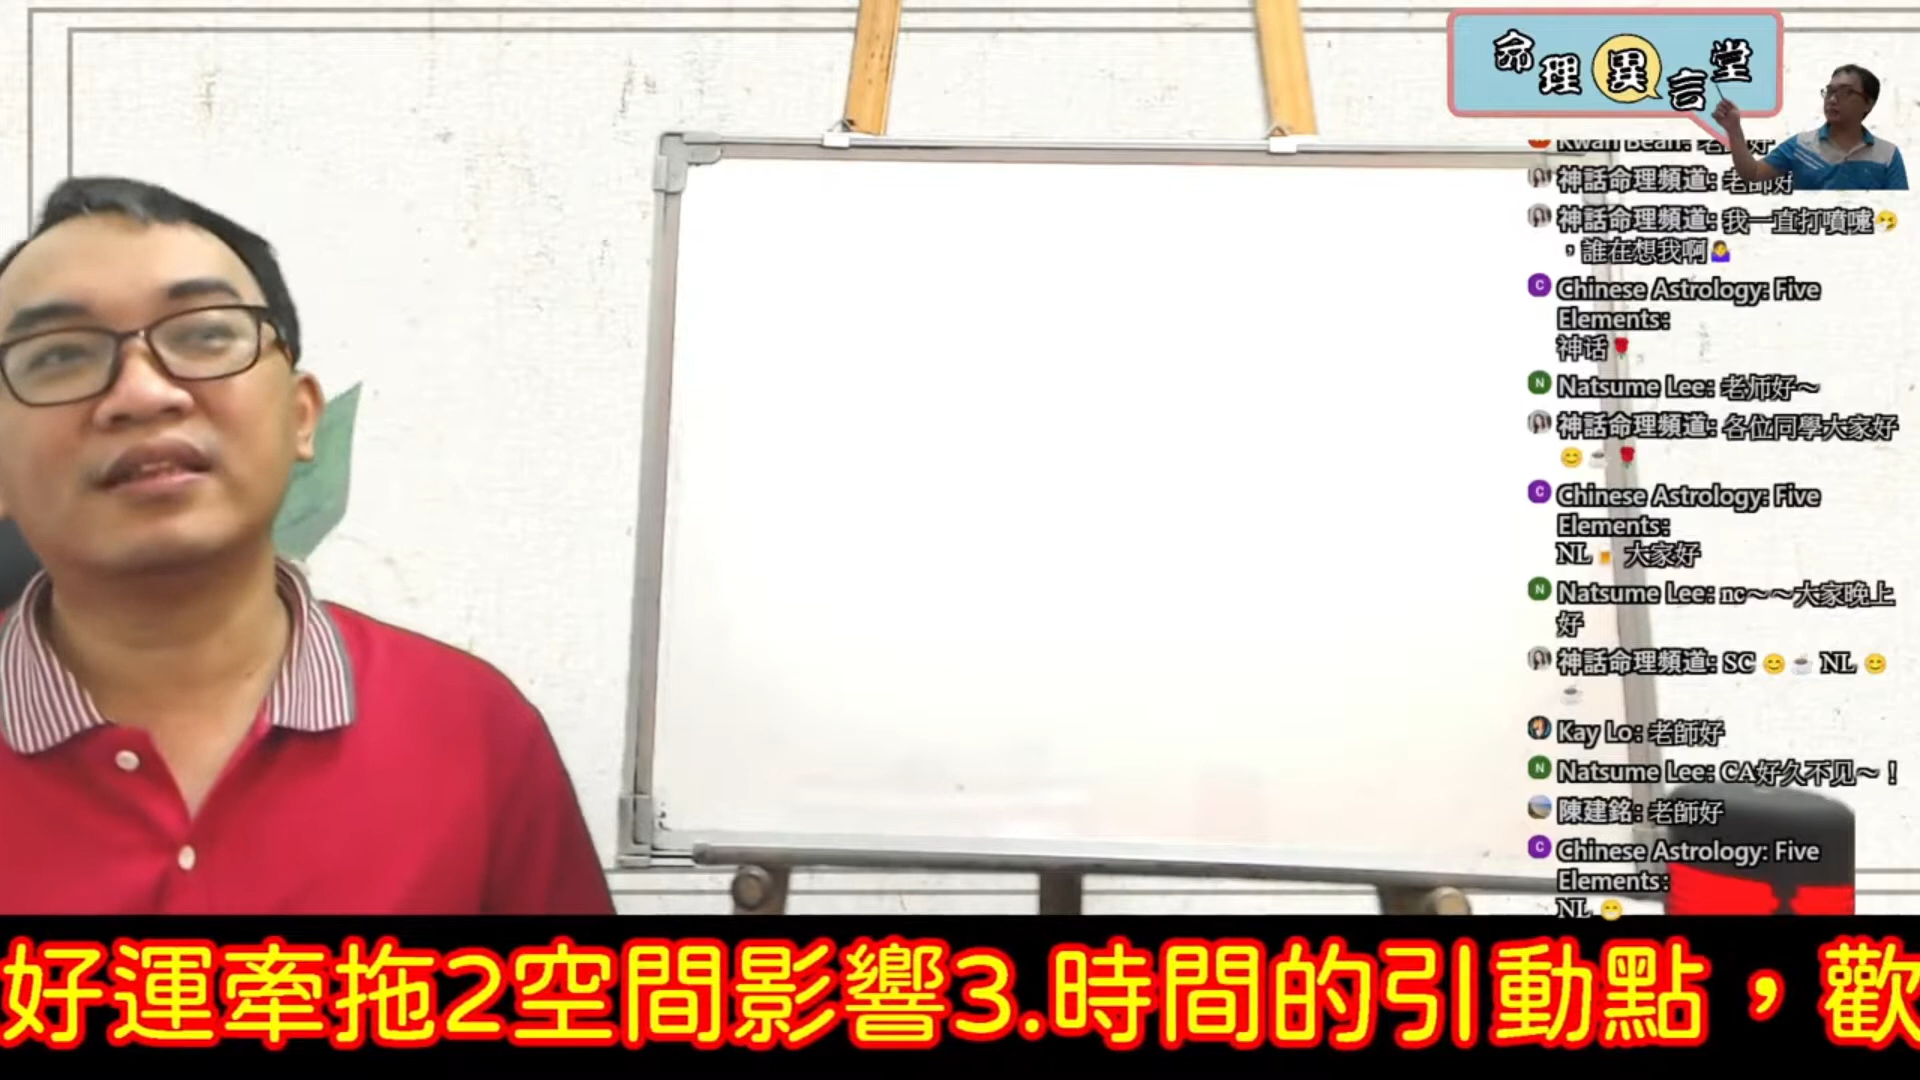 命理異言堂
Kwan Bean: 老師好
神話命理頻道: 老師好
神話命理頻道: 我一直打噴嚏🤧
，誰在想我啊🤷‍♀️
Chinese Astrology: Five
Elements:
神话🌹
Natsume Lee: 老师好～
神話命理頻道: 各位同學大家好
😊☕🌹
Chinese Astrology: Five
Elements:
NL🍺 大家好
Natsume Lee: nc～～大家晚上
好
神話命理頻道: SC 😊☕ NL 😊
☕
Kay Lo: 老師好
Natsume Lee: CA好久不见～！
陳建銘: 老師好
Chinese Astrology: Five
Elements:
NL 😁
好運牽拖2空間影響3.時間的引動點，歡